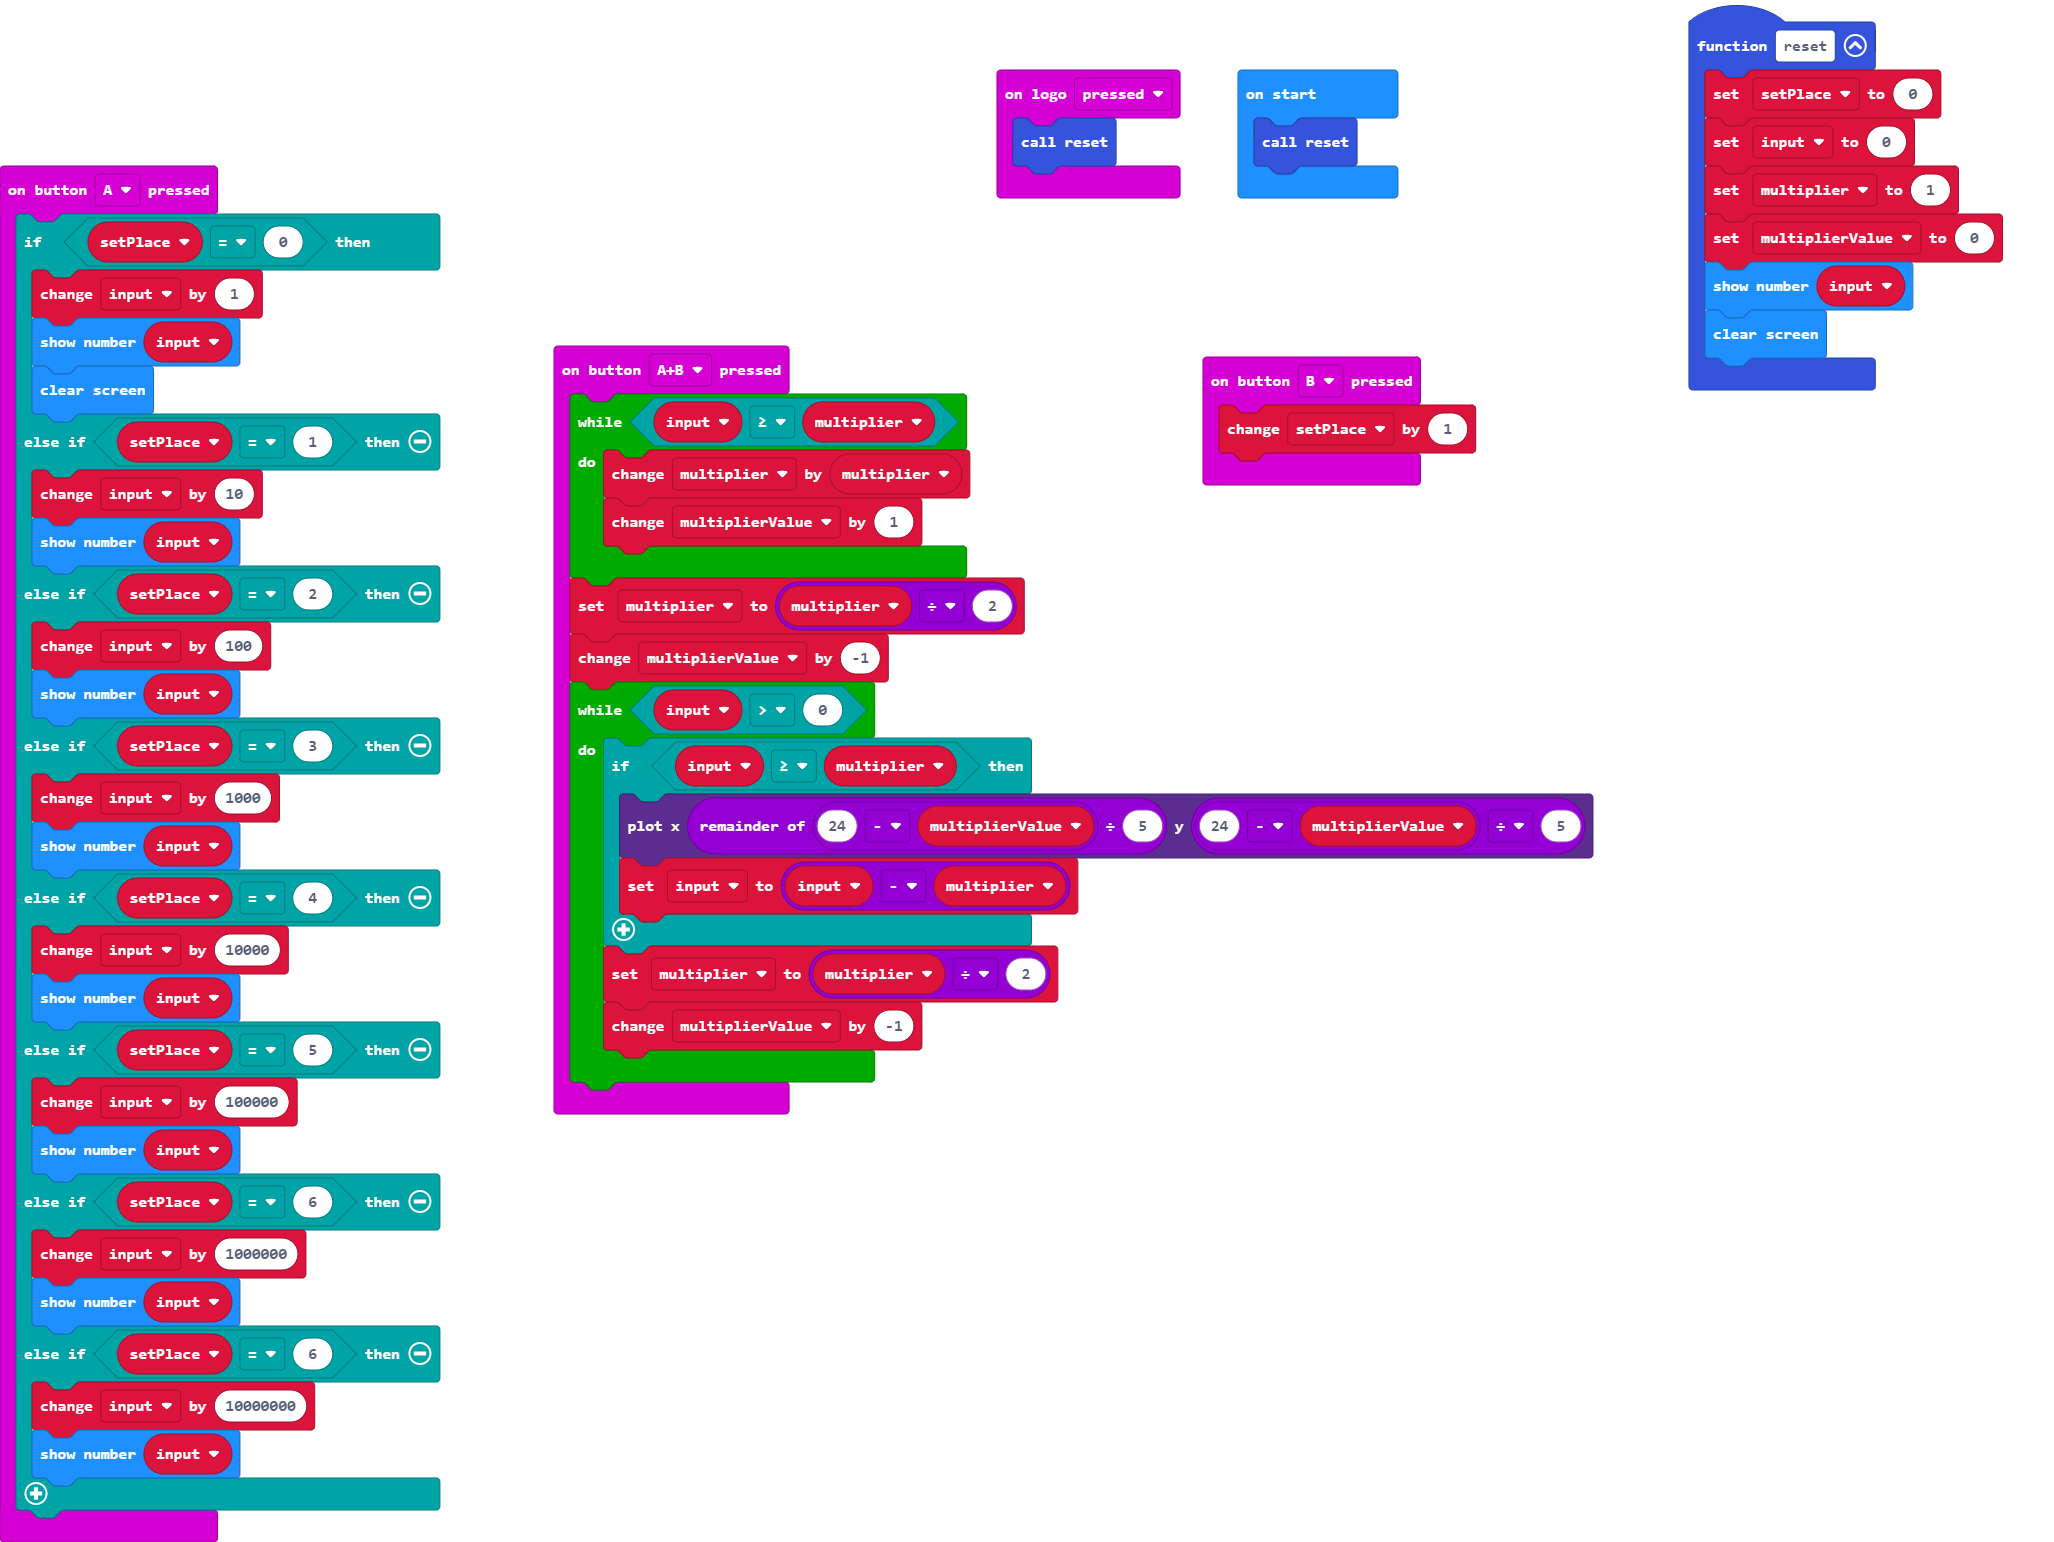 on button A pressed
if setPlace = 0 then
change input by 1
show number input
clear screen
else if setPlace = 1 then
change input by 10
show number input
else if setPlace = 2 then
change input by 100
show number input
else if setPlace = 3 then
change input by 1000
show number input
else if setPlace = 4 then
change input by 10000
show number input
else if setPlace = 5 then
change input by 100000
show number input
else if setPlace = 6 then
change input by 1000000
show number input
else if setPlace = 6 then
change input by 10000000
show number input
on button A+B pressed
while input ≥ multiplier
do
change multiplier by multiplier
change multiplierValue by 1
set multiplier to multiplier ÷ 2
change multiplierValue by -1
while input > 0
do
if input ≥ multiplier then
plot x remainder of 24 - multiplierValue ÷ 5 y 24 - multiplierValue ÷ 5
set input to input - multiplier
set multiplier to multiplier ÷ 2
change multiplierValue by -1
on logo pressed
call reset
on start
call reset
on button B pressed
change setPlace by 1
function reset
set setPlace to 0
set input to 0
set multiplier to 1
set multiplierValue to 0
show number input
clear screen